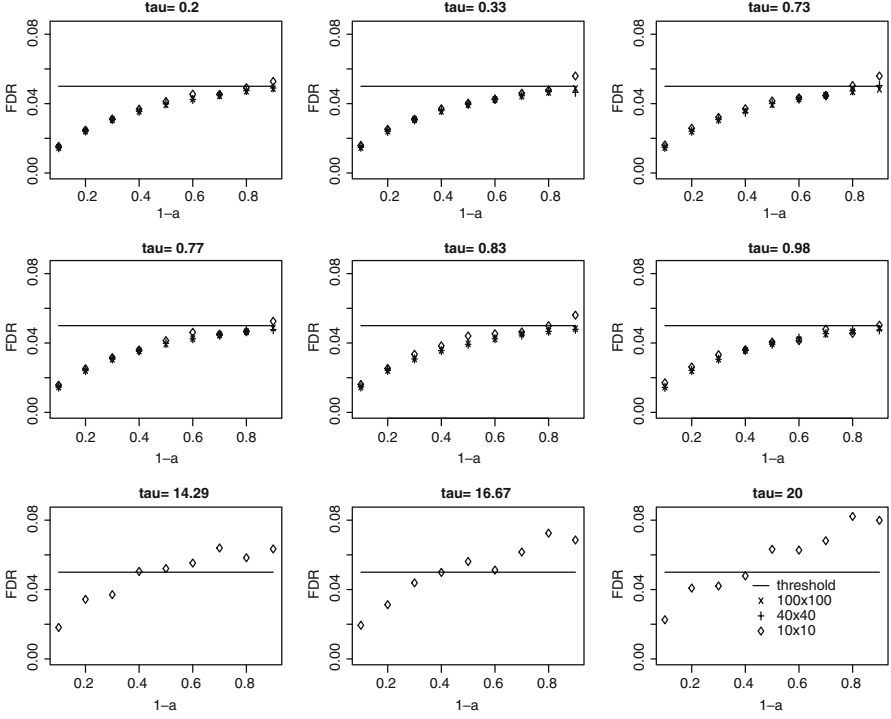 tau= 0.2
tau= 0.33
tau= 0.73
FDR
0.00
0.04
0.08
0.2 0.4 0.6 0.8
1–a
FDR
0.00
0.04
0.08
0.2 0.4 0.6 0.8
1–a
FDR
0.00
0.04
0.08
0.2 0.4 0.6 0.8
1–a
tau= 0.77
tau= 0.83
tau= 0.98
FDR
0.00
0.04
0.08
0.2 0.4 0.6 0.8
1–a
FDR
0.00
0.04
0.08
0.2 0.4 0.6 0.8
1–a
FDR
0.00
0.04
0.08
0.2 0.4 0.6 0.8
1–a
tau= 14.29
tau= 16.67
tau= 20
FDR
0.00
0.04
0.08
0.2 0.4 0.6 0.8
1–a
FDR
0.00
0.04
0.08
0.2 0.4 0.6 0.8
1–a
FDR
0.00
0.04
0.08
0.2 0.4 0.6 0.8
1–a
threshold
100x100
40x40
10x10